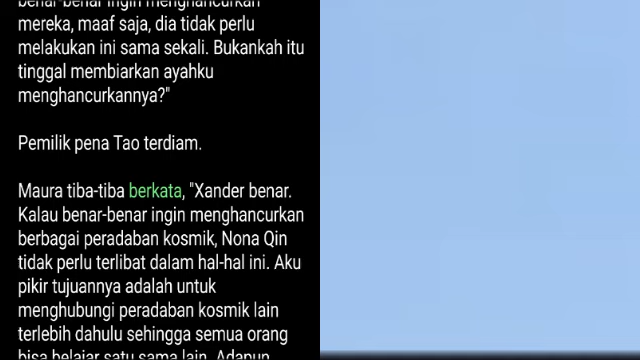 benar-benar ingin menghancurkan
mereka, maaf saja, dia tidak perlu
melakukan ini sama sekali. Bukankah itu
tinggal membiarkan ayahku
menghancurkannya?"
Pemilik pena Tao terdiam.
Maura tiba-tiba berkata, "Xander benar.
Kalau benar-benar ingin menghancurkan
berbagai peradaban kosmik, Nona Qin
tidak perlu terlibat dalam hal-hal ini. Aku
pikir tujuannya adalah untuk
menghubungi peradaban kosmik lain
terlebih dahulu sehingga semua orang
bisa belajar satu sama lain. Adapun